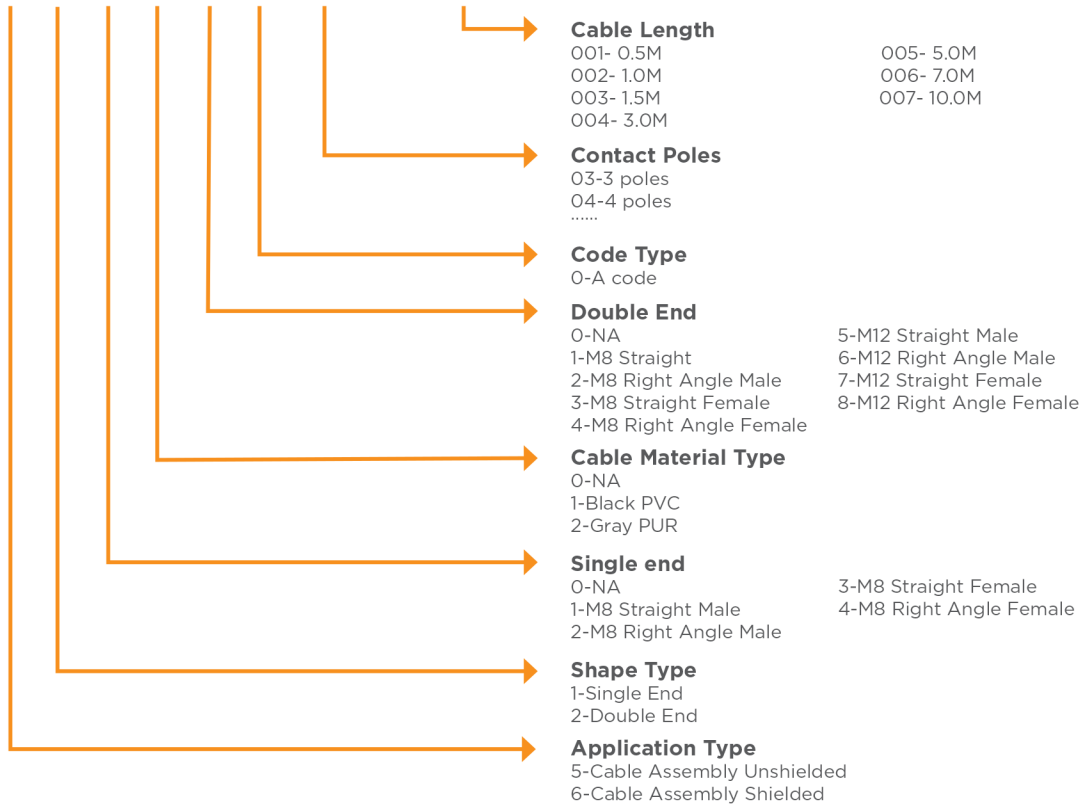 Cable Length
001- 0.5M 005- 5.0M
002- 1.0M 006- 7.0M
003- 1.5M 007- 10.0M
004- 3.0M
Contact Poles
03-3 poles
04-4 poles
......
Code Type
0-A code
Double End
0-NA 5-M12 Straight Male
1-M8 Straight 6-M12 Right Angle Male
2-M8 Right Angle Male 7-M12 Straight Female
3-M8 Straight Female 8-M12 Right Angle Female
4-M8 Right Angle Female
Cable Material Type
0-NA
1-Black PVC
2-Gray PUR
Single end
0-NA 3-M8 Straight Female
1-M8 Straight Male 4-M8 Right Angle Female
2-M8 Right Angle Male
Shape Type
1-Single End
2-Double End
Application Type
5-Cable Assembly Unshielded
6-Cable Assembly Shielded